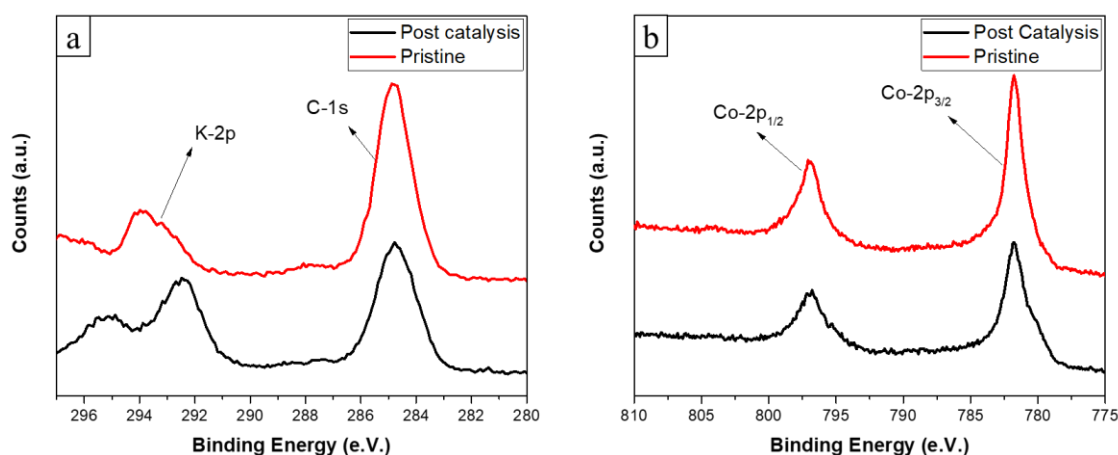 a
Post catalysis
Pristine
C-1s
K-2p
Counts (a.u.)
296 294 292 290 288 286 284 282 280
Binding Energy (e.V.)
b
Post Catalysis
Pristine
Co-2p3/2
Co-2p1/2
Counts (a.u.)
810 805 800 795 790 785 780 775
Binding Energy (e.V.)